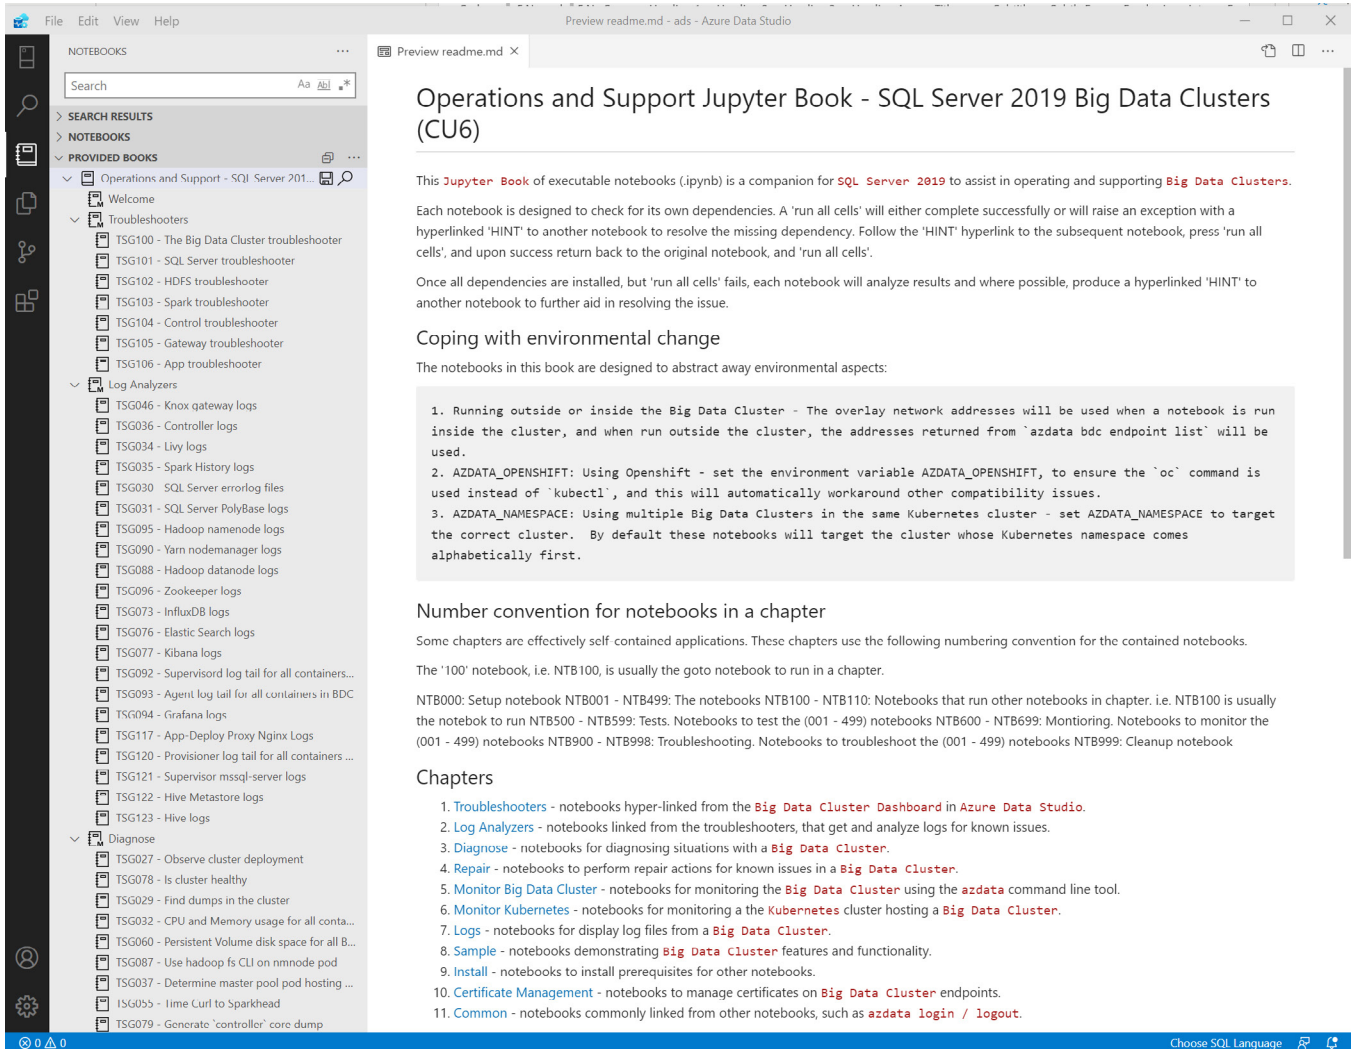 File Edit View Help
Preview readme.md - ads - Azure Data Studio
NOTEBOOKS
Search
Aa Abl .*
SEARCH RESULTS
NOTEBOOKS
PROVIDED BOOKS
Operations and Support - SQL Server 201...
Welcome
Troubleshooters
TSG100 - The Big Data Cluster troubleshooter
TSG101 - SQL Server troubleshooter
TSG102 - HDFS troubleshooter
TSG103 - Spark troubleshooter
TSG104 - Control troubleshooter
TSG105 - Gateway troubleshooter
TSG106 - App troubleshooter
Log Analyzers
TSG046 - Knox gateway logs
TSG036 - Controller logs
TSG034 - Livy logs
TSG035 - Spark History logs
TSG030 SQL Server errorlog files
TSG031 - SQL Server PolyBase logs
TSG095 - Hadoop namenode logs
TSG090 - Yarn nodemanager logs
TSG088 - Hadoop datanode logs
TSG096 - Zookeeper logs
TSG073 - InfluxDB logs
TSG076 - Elastic Search logs
TSG077 - Kibana logs
TSG092 - Supervisord log tail for all containers...
TSG093 - Agent log tail for all containers in BDC
TSG094 - Grafana logs
TSG117 - App-Deploy Proxy Nginx Logs
TSG120 - Provisioner log tail for all containers ...
TSG121 - Supervisor mssql-server logs
TSG122 - Hive Metastore logs
TSG123 - Hive logs
Diagnose
TSG027 - Observe cluster deployment
TSG078 - Is cluster healthy
TSG029 - Find dumps in the cluster
TSG032 - CPU and Memory usage for all conta...
TSG060 - Persistent Volume disk space for all B...
TSG087 - Use hadoop fs CLI on nmnode pod
TSG037 - Determine master pool pod hosting ...
TSG055 - Time Curl to Sparkhead
TSG079 - Generate `controller` core dump
Preview readme.md
Operations and Support Jupyter Book - SQL Server 2019 Big Data Clusters
(CU6)
This Jupyter Book of executable notebooks (.ipynb) is a companion for SQL Server 2019 to assist in operating and supporting Big Data Clusters.
Each notebook is designed to check for its own dependencies. A 'run all cells' will either complete successfully or will raise an exception with a
hyperlinked 'HINT' to another notebook to resolve the missing dependency. Follow the 'HINT' hyperlink to the subsequent notebook, press 'run all
cells', and upon success return back to the original notebook, and 'run all cells'.
Once all dependencies are installed, but 'run all cells' fails, each notebook will analyze results and where possible, produce a hyperlinked 'HINT' to
another notebook to further aid in resolving the issue.
Coping with environmental change
The notebooks in this book are designed to abstract away environmental aspects:
1. Running outside or inside the Big Data Cluster - The overlay network addresses will be used when a notebook is run
inside the cluster, and when run outside the cluster, the addresses returned from `azdata bdc endpoint list` will be
used.
2. AZDATA_OPENSHIFT: Using Openshift - set the environment variable AZDATA_OPENSHIFT, to ensure the `oc` command is
used instead of `kubectl`, and this will automatically workaround other compatibility issues.
3. AZDATA_NAMESPACE: Using multiple Big Data Clusters in the same Kubernetes cluster - set AZDATA_NAMESPACE to target
the correct cluster. By default these notebooks will target the cluster whose Kubernetes namespace comes
alphabetically first.
Number convention for notebooks in a chapter
Some chapters are effectively self-contained applications. These chapters use the following numbering convention for the contained notebooks.
The '100' notebook, i.e. NTB100, is usually the goto notebook to run in a chapter.
NTB000: Setup notebook NTB001 - NTB499: The notebooks NTB100 - NTB110: Notebooks that run other notebooks in chapter. i.e. NTB100 is usually
the notebok to run NTB500 - NTB599: Tests. Notebooks to test the (001 - 499) notebooks NTB600 - NTB699: Montioring. Notebooks to monitor the
(001 - 499) notebooks NTB900 - NTB998: Troubleshooting. Notebooks to troubleshoot the (001 - 499) notebooks NTB999: Cleanup notebook
Chapters
1. Troubleshooters - notebooks hyper-linked from the Big Data Cluster Dashboard in Azure Data Studio.
2. Log Analyzers - notebooks linked from the troubleshooters, that get and analyze logs for known issues.
3. Diagnose - notebooks for diagnosing situations with a Big Data Cluster.
4. Repair - notebooks to perform repair actions for known issues in a Big Data Cluster.
5. Monitor Big Data Cluster - notebooks for monitoring the Big Data Cluster using the azdata command line tool.
6. Monitor Kubernetes - notebooks for monitoring a the Kubernetes cluster hosting a Big Data Cluster.
7. Logs - notebooks for display log files from a Big Data Cluster.
8. Sample - notebooks demonstrating Big Data Cluster features and functionality.
9. Install - notebooks to install prerequisites for other notebooks.
10. Certificate Management - notebooks to manage certificates on Big Data Cluster endpoints.
11. Common - notebooks commonly linked from other notebooks, such as azdata login / logout.
0 0
Choose SQL Language